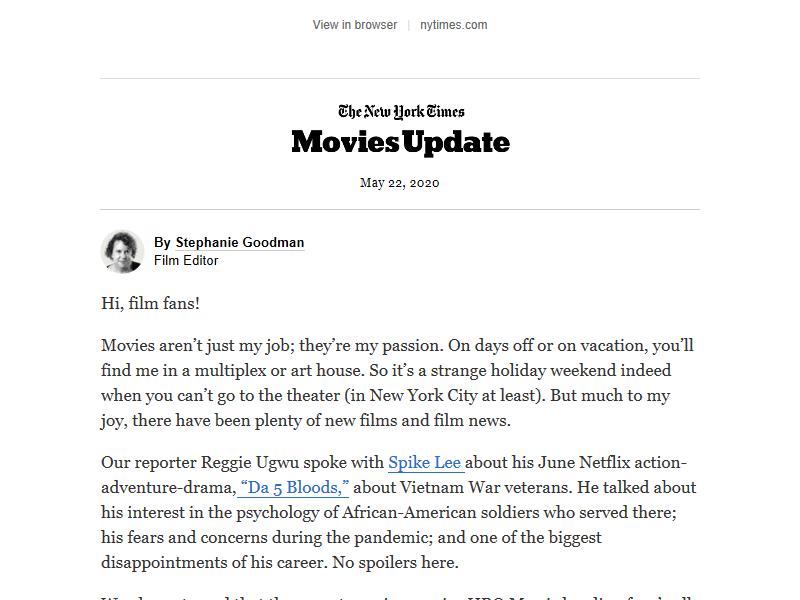 View in browser | nytimes.com
The New York Times
Movies Update
May 22, 2020
By Stephanie Goodman
Film Editor
Hi, film fans!
Movies aren’t just my job; they’re my passion. On days off or on vacation, you’ll
find me in a multiplex or art house. So it’s a strange holiday weekend indeed
when you can’t go to the theater (in New York City at least). But much to my
joy, there have been plenty of new films and film news.
Our reporter Reggie Ugwu spoke with Spike Lee about his June Netflix action-
adventure-drama, “Da 5 Bloods,” about Vietnam War veterans. He talked about
his interest in the psychology of African-American soldiers who served there;
his fears and concerns during the pandemic; and one of the biggest
disappointments of his career. No spoilers here.